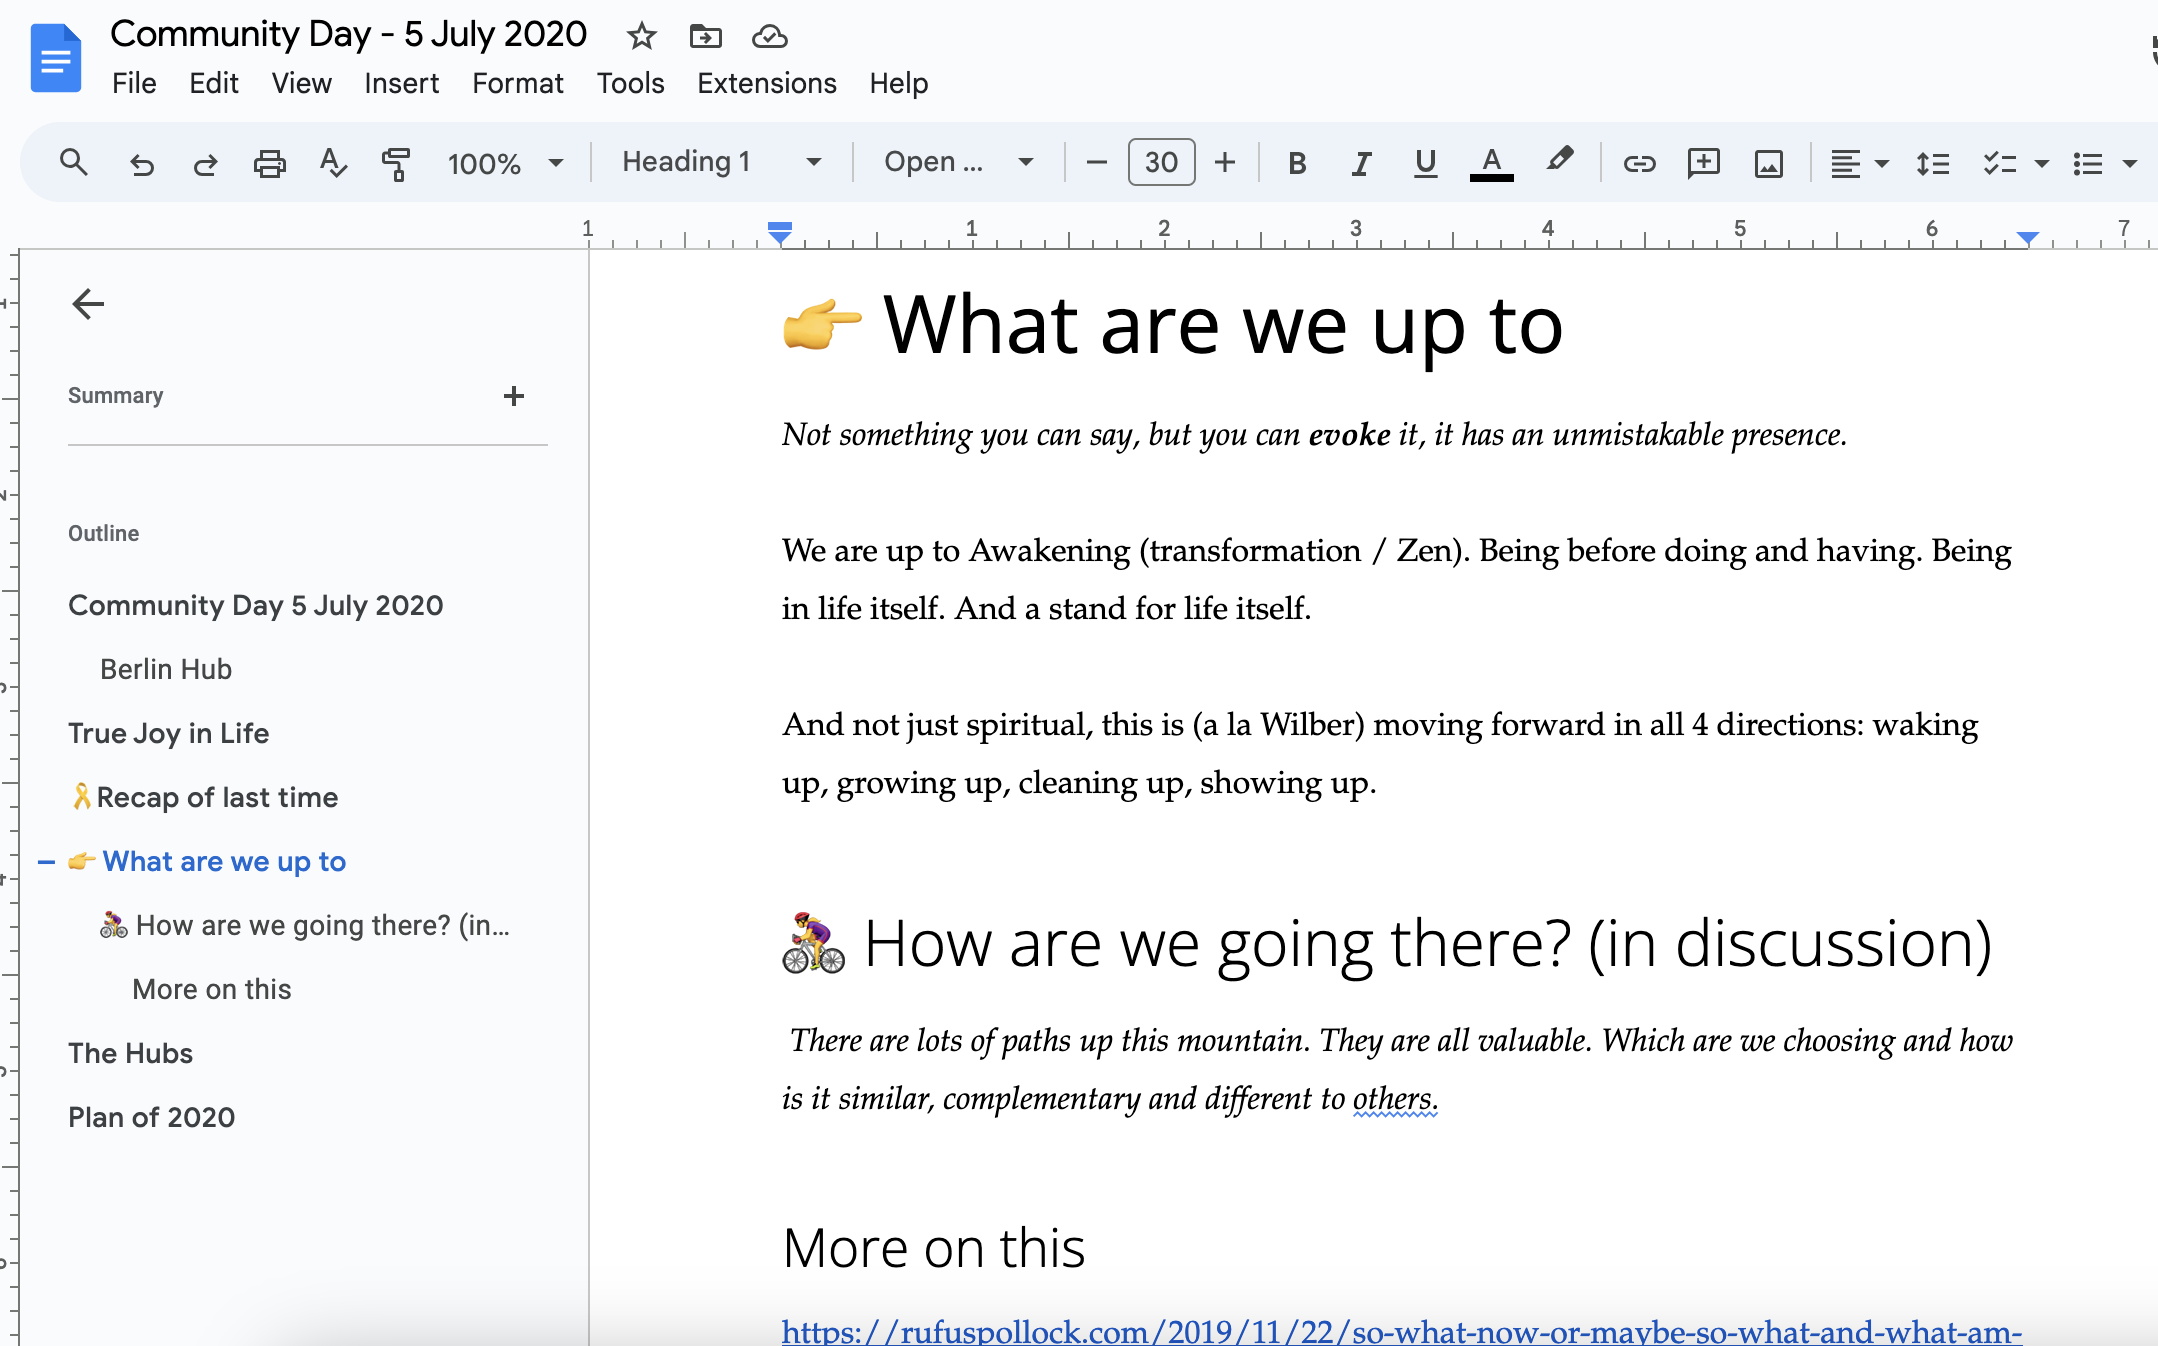 Community Day - 5 July 2020
File Edit View Insert Format Tools Extensions Help
100% Heading 1 Open ... 30
1 1 2 3 4 5 6 7
Summary
Outline
Community Day 5 July 2020
Berlin Hub
True Joy in Life
🎗Recap of last time
👉 What are we up to
🚴 How are we going there? (in...
More on this
The Hubs
Plan of 2020
👉 What are we up to
Not something you can say, but you can evoke it, it has an unmistakable presence.
We are up to Awakening (transformation / Zen). Being before doing and having. Being
in life itself. And a stand for life itself.
And not just spiritual, this is (a la Wilber) moving forward in all 4 directions: waking
up, growing up, cleaning up, showing up.
🚴 How are we going there? (in discussion)
There are lots of paths up this mountain. They are all valuable. Which are we choosing and how
is it similar, complementary and different to others.
More on this
https://rufuspollock.com/2019/11/22/so-what-now-or-maybe-so-what-and-what-am-